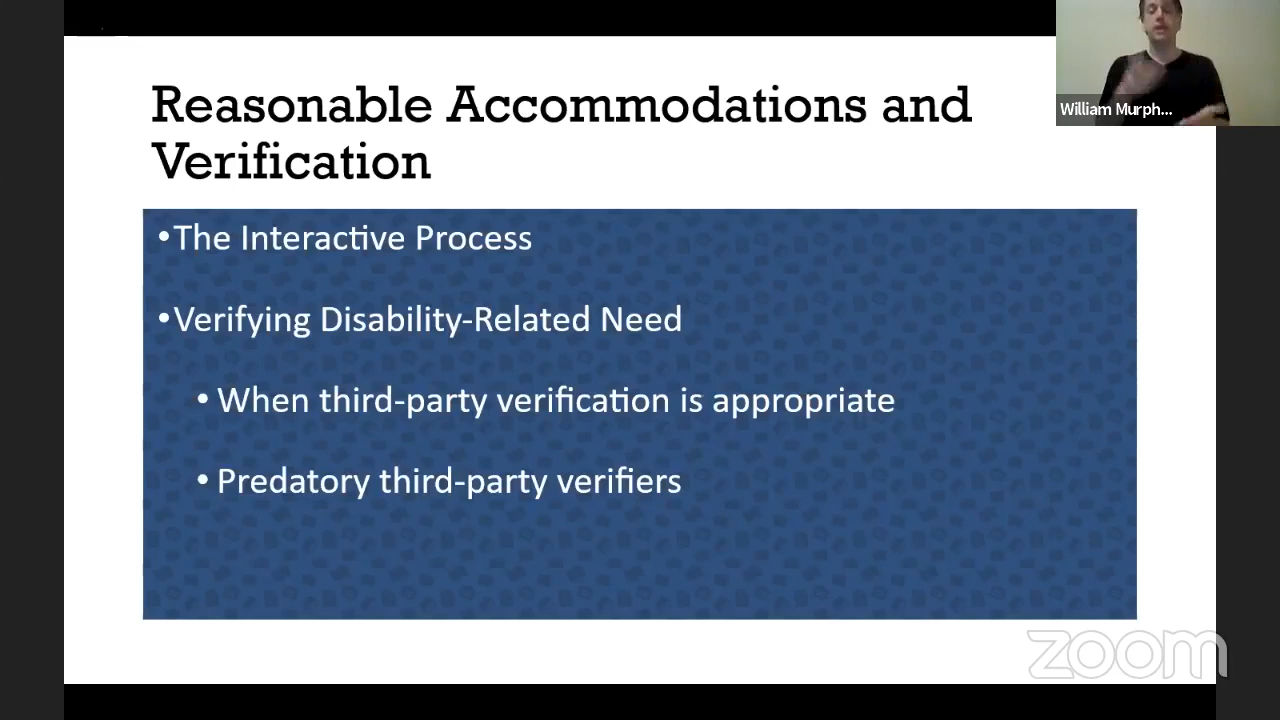 Reasonable Accommodations and
Verification
William Murph...
•The Interactive Process
•Verifying Disability-Related Need
• When third-party verification is appropriate
• Predatory third-party verifiers
zoom